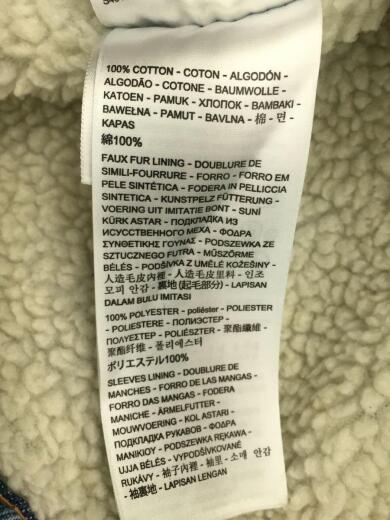 100% COTTON - COTON - ALGODÓN -
ALGODÃO - COTONE - BAUMWOLLE -
KATOEN - PAMUK - ХЛОПОК - BAMBAKI -
BAWEŁNA - PAMUT - BAVLNA - 棉 - 면 -
KAPAS
綿100%
FAUX FUR LINING - DOUBLURE DE
SIMILI-FOURRURE - FORRO - FORRO EM
PELE SINTÉTICA - FODERA IN PELLICCIA
SINTETICA - KUNSTPELZ FÜTTERUNG -
VOERING UIT IMITATIE BONT - SUNİ
KÜRK ASTAR - ПОДКЛАДКА ИЗ
ИСКУССТВЕННОГО МЕХА - ΦΟΔΡΑ
ΣΥΝΘΕΤΙΚΗΣ ΓΟΥΝΑΣ - PODSZEWKA ZE
SZTUCZNEGO FUTRA - MŰSZŐRME
BÉLÉS - PODŠÍVKA Z UMĚLÉ KOŽEŠINY -
人造毛皮內裡 - 人造毛皮里料 - 인조
모피 안감 - 裏地(起毛部分) - LAPISAN
DALAM BULU IMITASI
100% POLYESTER - poliéster - POLIESTER
- POLIESTERE - ПОЛИЭСТЕР -
ΠΟΛΥΕΣΤΕΡ - POLIÉSZTER - 聚酯纖維 -
聚酯纤维 - 폴리에스터
ポリエステル100%
SLEEVES LINING - DOUBLURE DE
MANCHES - FORRO DE LAS MANGAS -
FORRO DAS MANGAS - FODERA
MANICHE - ÄRMELFUTTER -
MOUWVOERING - KOL ASTARI -
ПОДКЛАДКА РУКАВОВ - ΦΟΔΡΑ
ΜΑΝΙΚΙΟΥ - PODSZEWKA RĘKAWA -
UJJA BÉLÉS - VYPODŠÍVKOVANÉ
RUKÁVY - 袖子內裡 - 袖里 - 소매 안감
- 袖裏地 - LAPISAN LENGAN